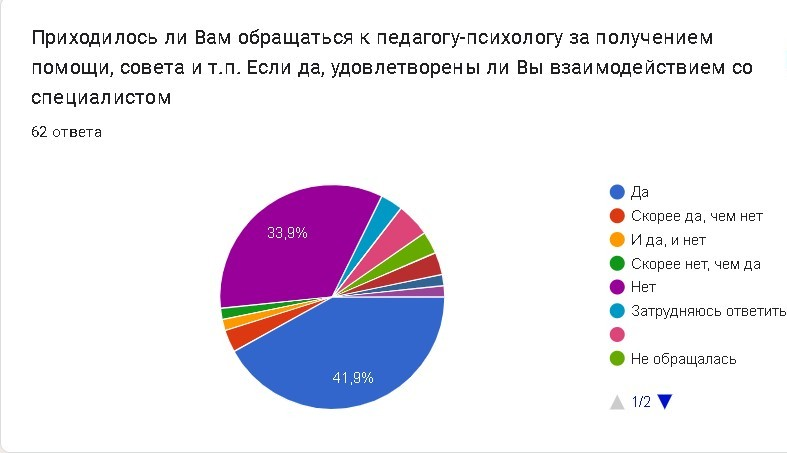 Приходилось ли Вам обращаться к педагогу-психологу за получением
помощи, совета и т.п. Если да, удовлетворены ли Вы взаимодействием со
специалистом
62 ответа
33,9%
41,9%
Да
Скорее да, чем нет
И да, и нет
Скорее нет, чем да
Нет
Затрудняюсь ответить
Не обращалась
1/2